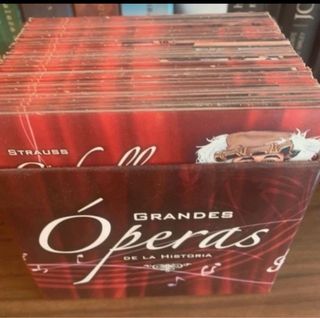 STRAUSS
GRANDES
Óperas
DE LA HISTORIA